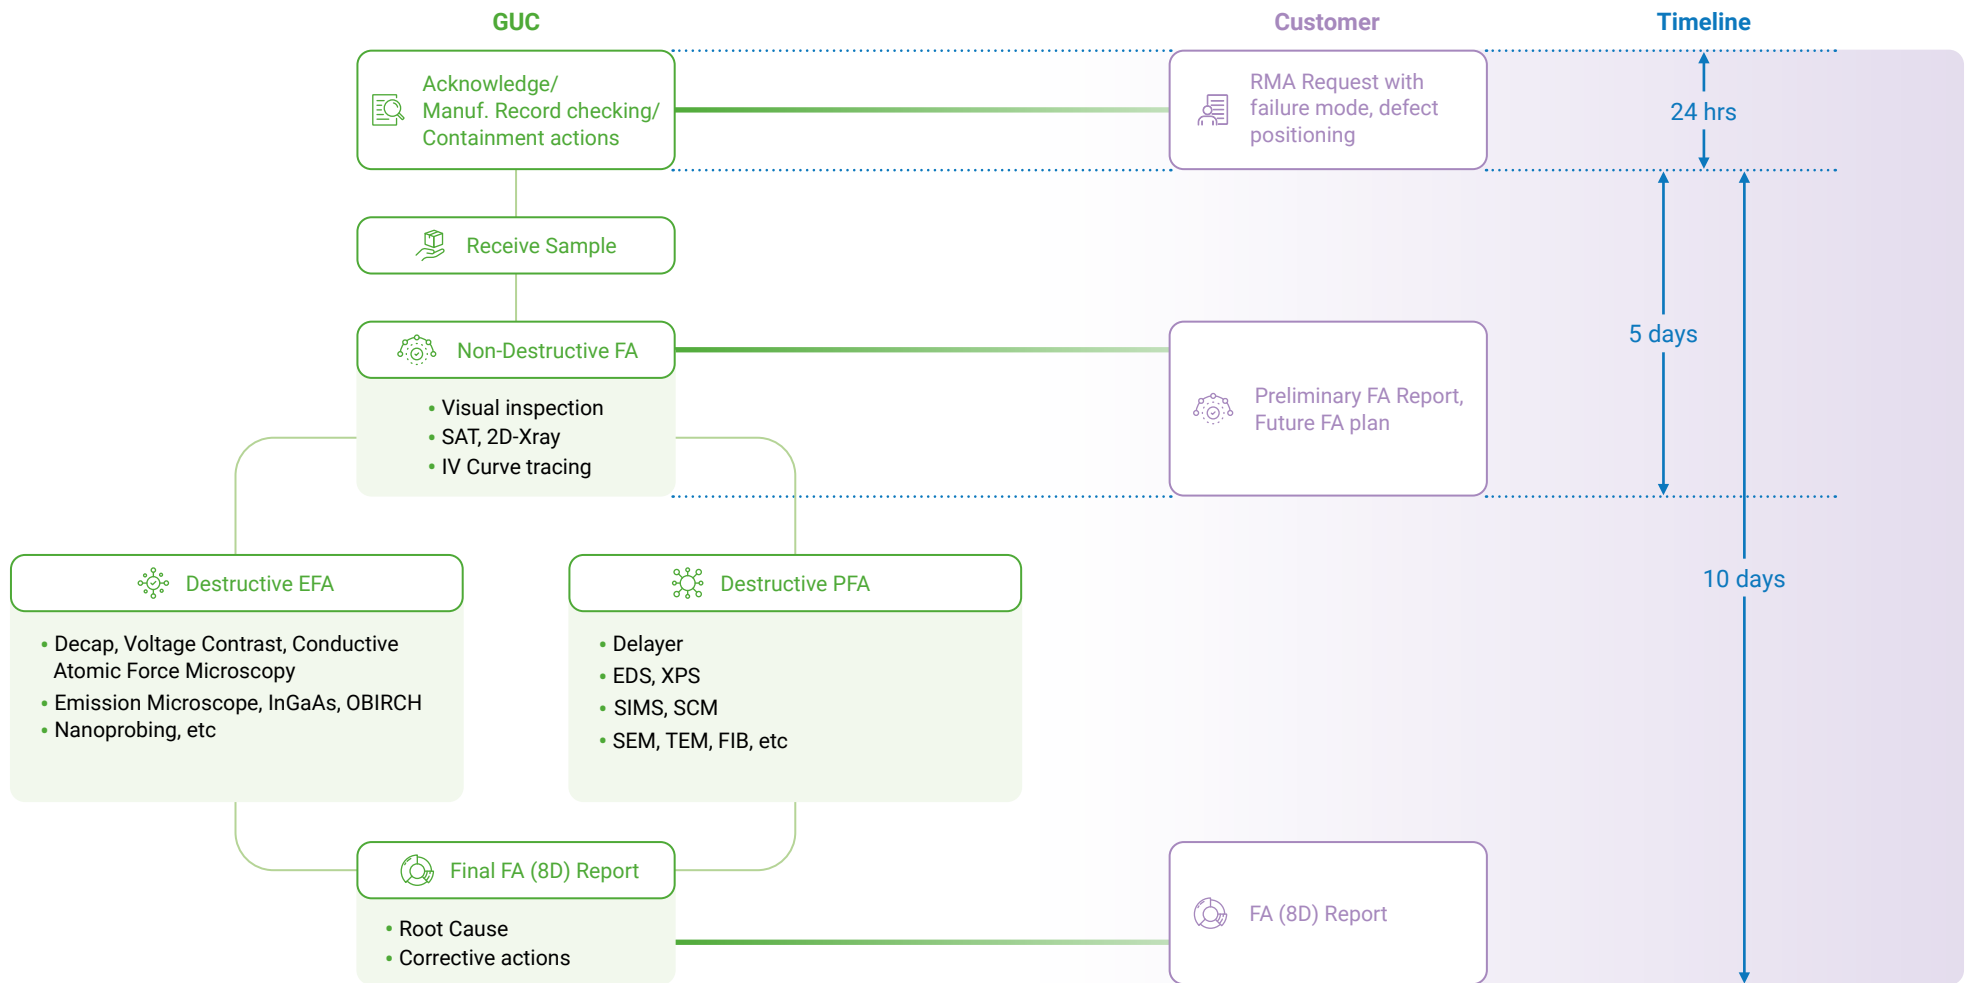 GUC
Customer
Timeline
Acknowledge/
Manuf. Record checking/
Containment actions
RMA Request with
failure mode, defect
positioning
24 hrs
Receive Sample
Non-Destructive FA
• Visual inspection
• SAT, 2D-Xray
• IV Curve tracing
Preliminary FA Report,
Future FA plan
5 days
10 days
Destructive EFA
• Decap, Voltage Contrast, Conductive
Atomic Force Microscopy
• Emission Microscope, InGaAs, OBIRCH
• Nanoprobing, etc
Destructive PFA
• Delayer
• EDS, XPS
• SIMS, SCM
• SEM, TEM, FIB, etc
Final FA (8D) Report
• Root Cause
• Corrective actions
FA (8D) Report